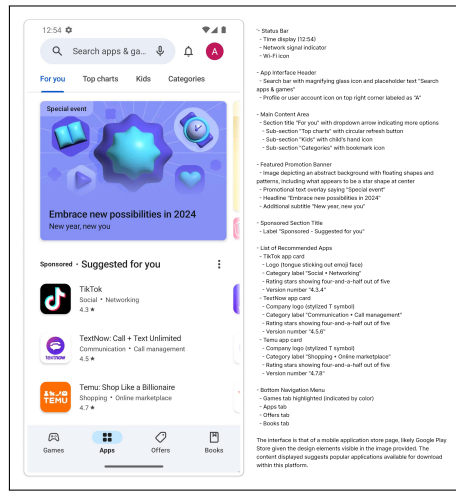 12:54
Search apps & ga...
A
For you
Top charts
Kids
Categories
Special event
Embrace new possibilities in 2024
New year, new you
Sponsored • Suggested for you
TikTok
Social • Networking
4.3 ★
textnow
TextNow: Call + Text Unlimited
Communication • Call management
4.5 ★
TEMU
Temu: Shop Like a Billionaire
Shopping • Online marketplace
4.7 ★
Games
Apps
Offers
Books
'- Status Bar
- Time display (12:54)
- Network signal indicator
- Wi-Fi icon
- App Interface Header
- Search bar with magnifying glass icon and placeholder text "Search
apps & games"
- Profile or user account icon on top right corner labeled as "A"
- Main Content Area
- Section title "For you" with dropdown arrow indicating more options
- Sub-section "Top charts" with circular refresh button
- Sub-section "Kids" with child's hand icon
- Sub-section "Categories" with bookmark icon
- Featured Promotion Banner
- Image depicting an abstract background with floating shapes and
patterns, including what appears to be a star shape at center
- Promotional text overlay saying "Special event"
- Headline "Embrace new possibilities in 2024"
- Additional subtitle "New year, new you"
- Sponsored Section Title
- Label "Sponsored - Suggested for you"
- List of Recommended Apps
- TikTok app card
- Logo (tongue sticking out emoji face)
- Category label "Social • Networking"
- Rating stars showing four-and-a-half out of five
- Version number "4.3.4"
- TextNow app card
- Company logo (stylized T symbol)
- Category label "Communication • Call management"
- Rating stars showing four-and-a-half out of five
- Version number "4.5.6"
- Temu app card
- Company logo (stylized T symbol)
- Category label "Shopping • Online marketplace"
- Rating stars showing four-and-a-half out of five
- Version number "4.7.8"
- Bottom Navigation Menu
- Games tab highlighted (indicated by color)
- Apps tab
- Offers tab
- Books tab
The interface is that of a mobile application store page, likely Google Play
Store given the design elements visible in the image provided. The
content displayed suggests popular applications available for download
within this platform.